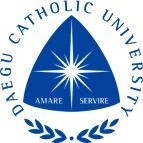 DAEGU CATHOLIC UNIVERSITY
AMARE SERVIRE